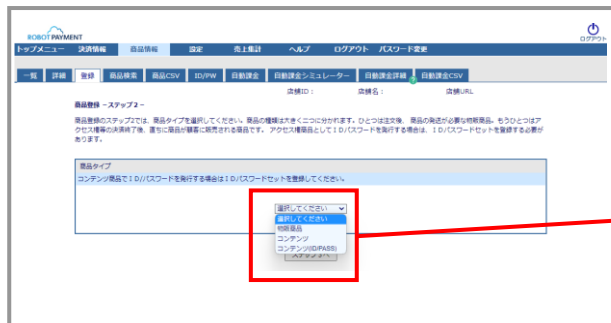 ROBOT PAYMENT
ログアウト
トップメニュー 決済情報 商品情報 設定 売上集計 ヘルプ ログアウト パスワード変更
一覧 詳細 登録 商品検索 商品CSV ID/PW 自動課金 自動課金シミュレーター 自動課金詳細 自動課金CSV
店舗ID： 店舗名： 店舗URL
商品登録 －ステップ2－
商品登録のステップ2では、商品タイプを選択してください。商品の種類は大きく二つに分かれます。ひとつは注文後、商品の発送が必要な物販商品。もうひとつはア
クセス権等の決済終了後、直ちに商品が顧客に販売される商品です。 アクセス権商品としてＩＤパスワードを発行する場合は、ＩＤパスワードセットを登録する必要が
あります。
商品タイプ
コンテンツ商品でＩＤ/パスワードを発行する場合はＩＤパスワードセットを登録してください。
選択してください
選択してください
物販商品
コンテンツ
コンテンツ(ID/PASS)
ステップ3へ